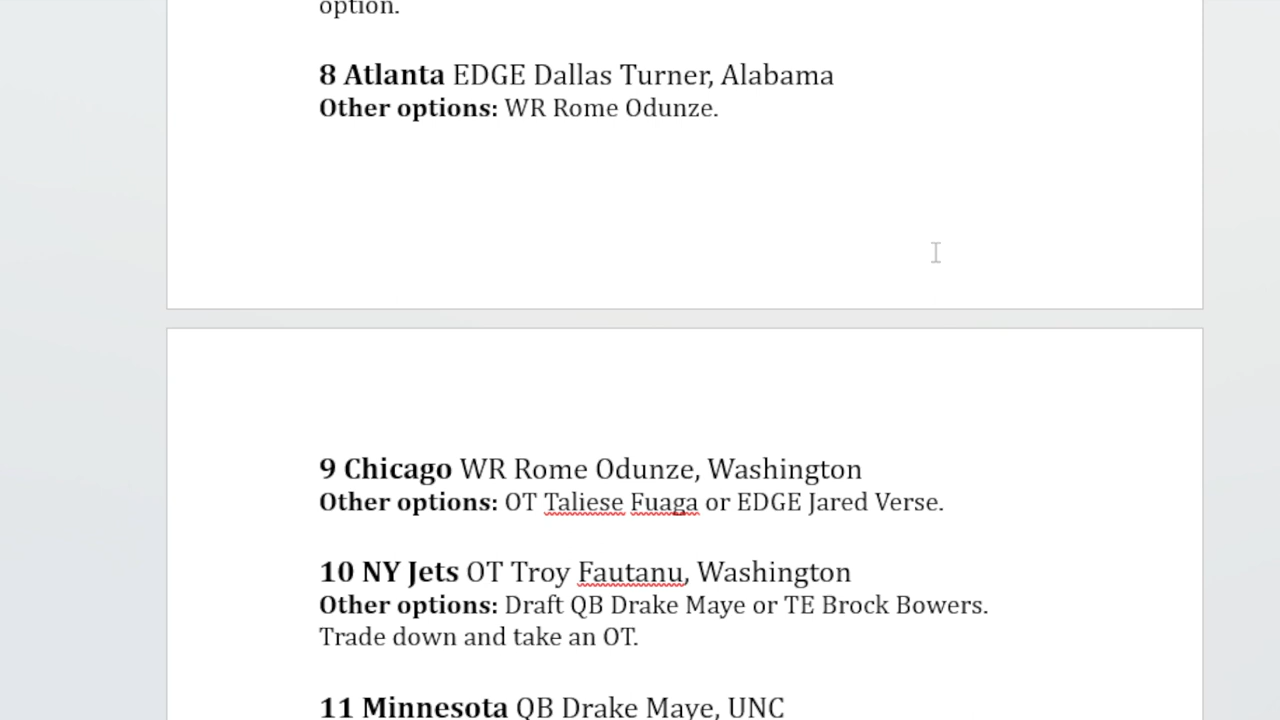 option.
8 Atlanta EDGE Dallas Turner, Alabama
Other options: WR Rome Odunze.
9 Chicago WR Rome Odunze, Washington
Other options: OT Taliese Fuaga or EDGE Jared Verse.
10 NY Jets OT Troy Fautanu, Washington
Other options: Draft QB Drake Maye or TE Brock Bowers.
Trade down and take an OT.
11 Minnesota QB Drake Maye, UNC